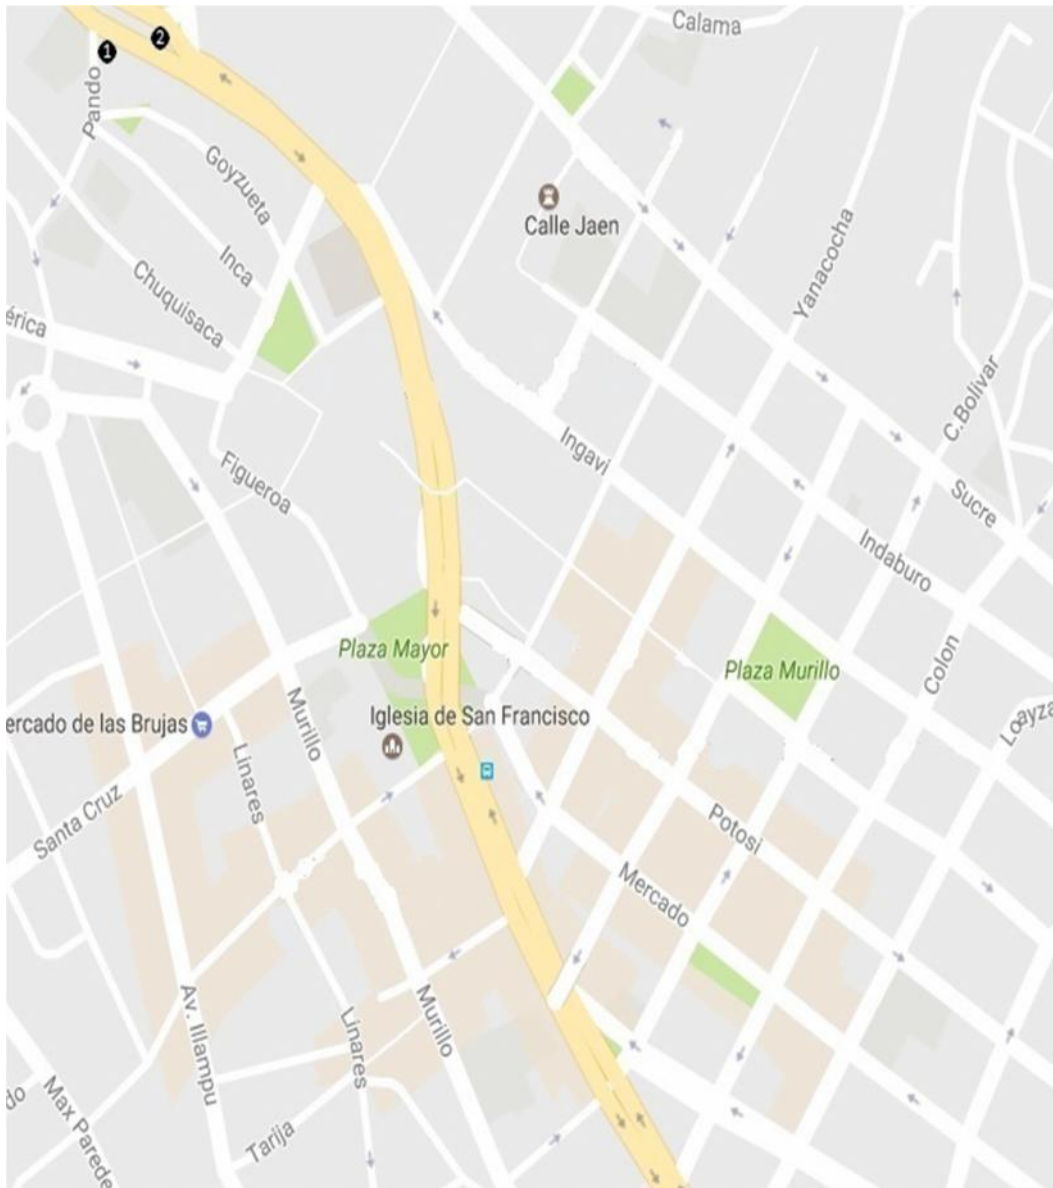 Calama
2
1
Pando
Goyzueta
Calle Jaen
Inca
Yanacocha
Chuquisaca
érica
C.Bolivar
Ingavi
Figueroa
Sucre
Indaburo
Plaza Mayor
Plaza Murillo
Colon
Iglesia de San Francisco
ercado de las Brujas
Loayza
Murillo
Linares
Santa Cruz
Potosi
Mercado
Av. Illampu
Linares
Murillo
do
Max Parede
Tarija